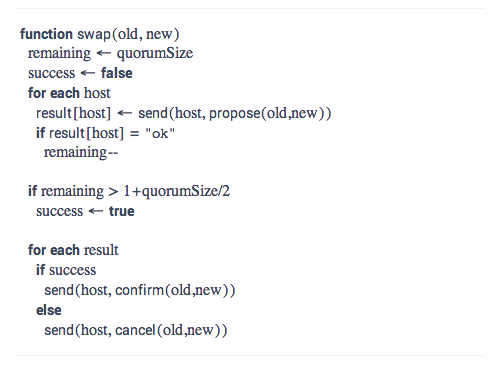 function swap(old, new)
remaining ← quorumSize
success ← false
for each host
result[host] ← send(host, propose(old,new))
if result[host] = "ok"
remaining--
if remaining > 1+quorumSize/2
success ← true
for each result
if success
send(host, confirm(old,new))
else
send(host, cancel(old,new))